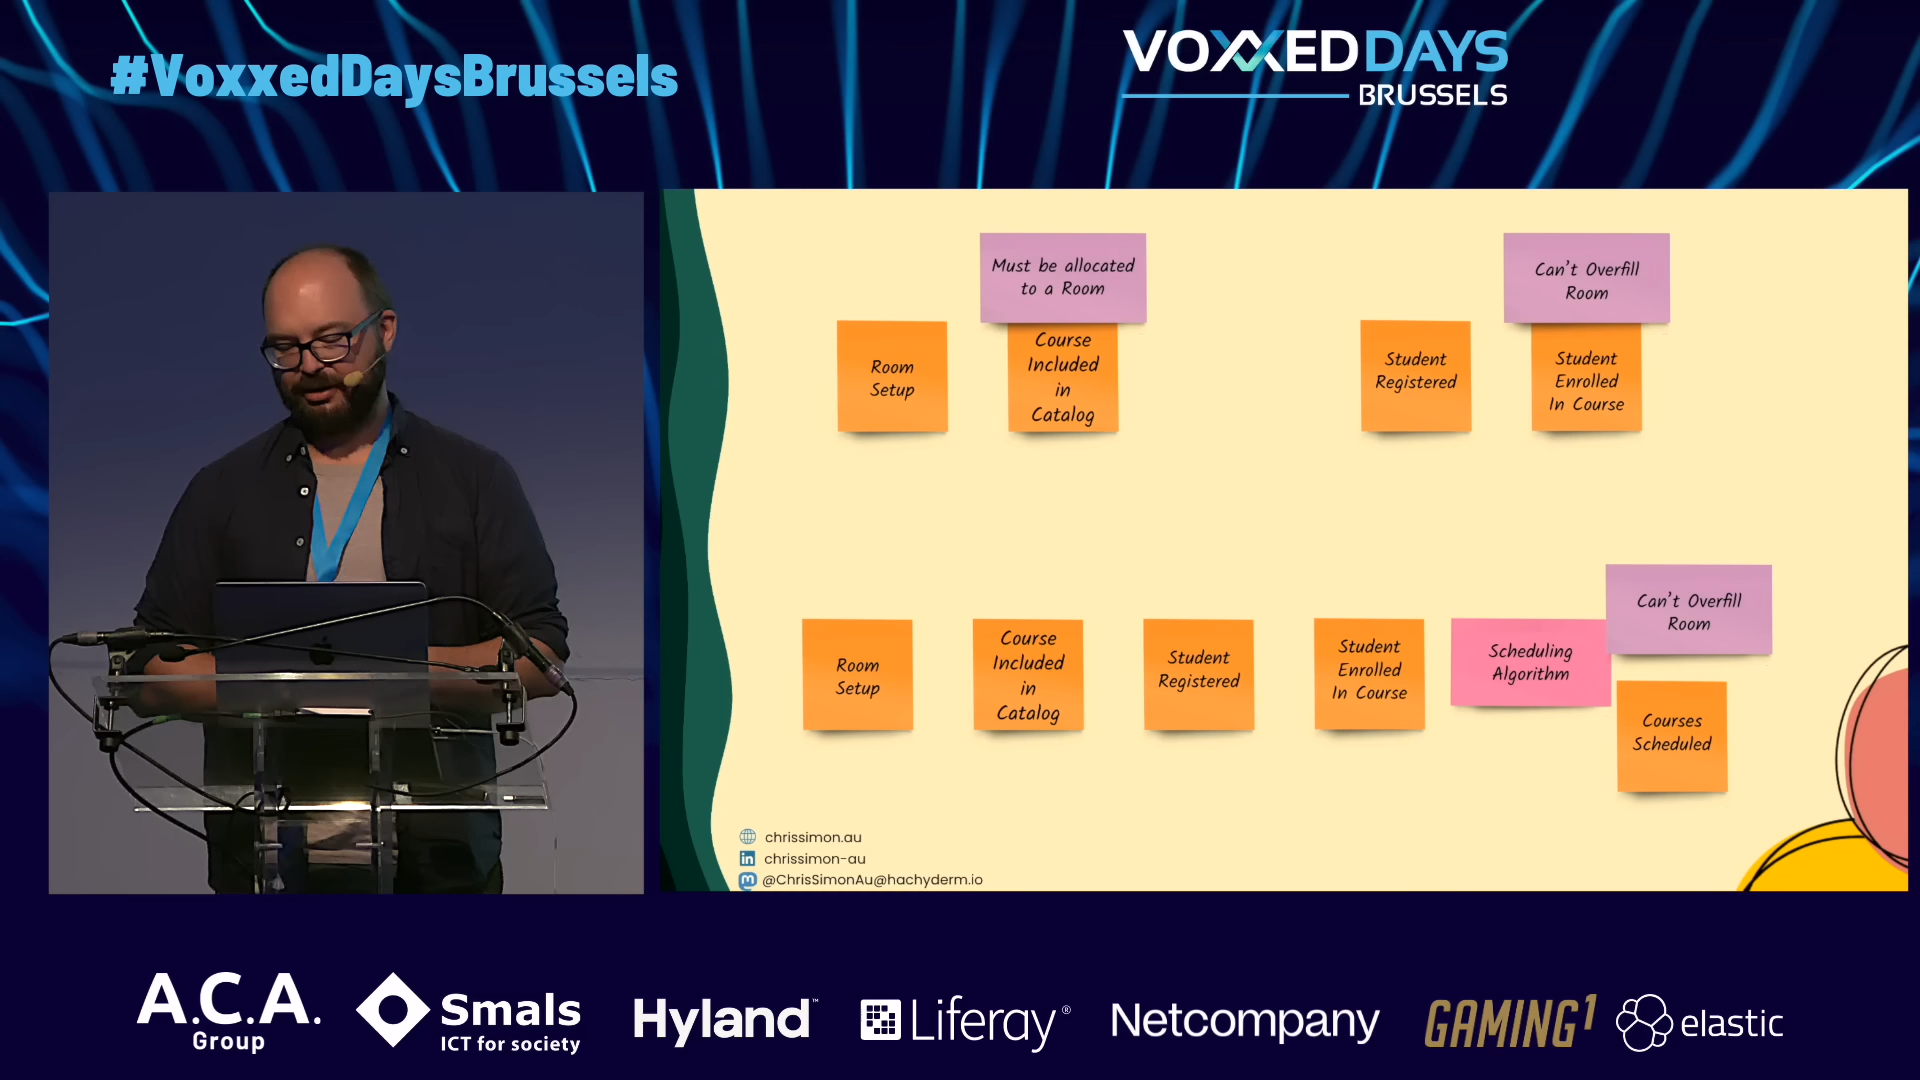 #VoxxedDaysBrussels
VOXXEDDAYS
BRUSSELS
Must be allocated
to a Room
Can't Overfill
Room
Room
Setup
Course
Included
in
Catalog
Student
Registered
Student
Enrolled
In Course
Can't Overfill
Room
Room
Setup
Course
Included
in
Catalog
Student
Registered
Student
Enrolled
In Course
Scheduling
Algorithm
Courses
Scheduled
chrissimon.au
in chrissimon-au
@ChrisSimonAu@hachyderm.io
A.C.A.
Group
Smals
ICT for society
Hyland™
Liferay®
Netcompany
GAMING1
elastic